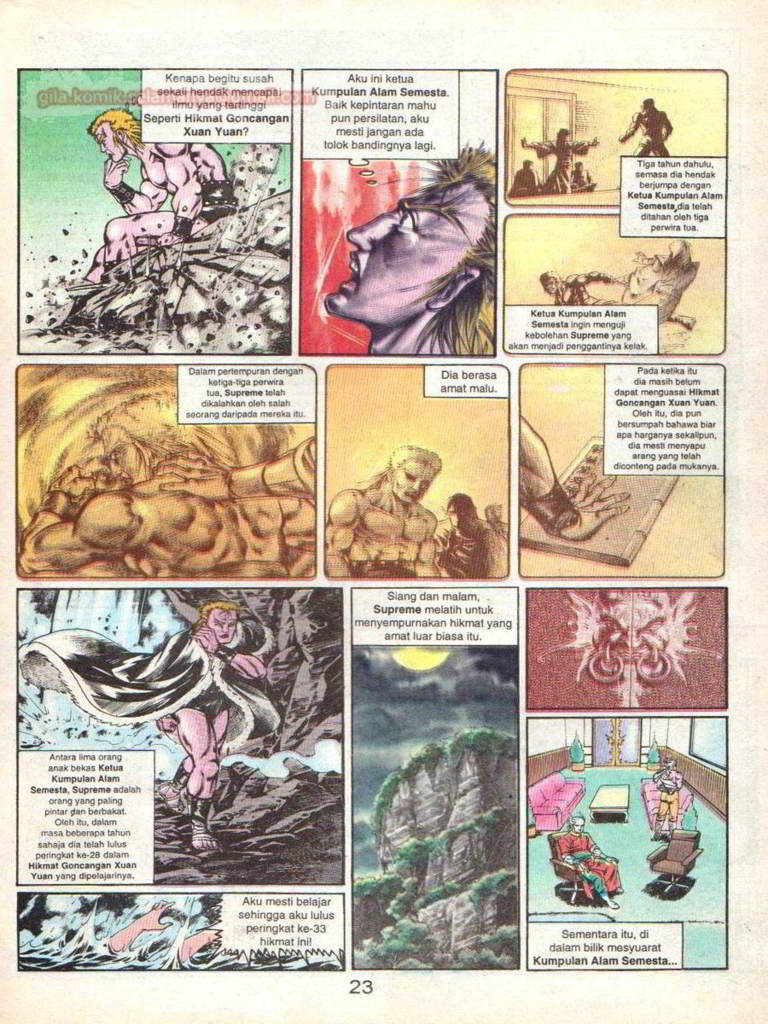 Kenapa begitu susah
sekali hendak mencapai
ilmu yang tertinggi
Seperti Hikmat Goncangan
Xuan Yuan?
Aku ini ketua
Kumpulan Alam Semesta.
Baik kepintaran mahu
pun persilatan, aku
mesti jangan ada
tolok bandingnya lagi.
Tiga tahun dahulu,
semasa dia hendak
berjumpa dengan
Ketua Kumpulan Alam
Semesta,dia telah
ditahan oleh tiga
perwira tua.
Ketua Kumpulan Alam
Semesta ingin menguji
kebolehan Supreme yang
akan menjadi penggantinya kelak.
Dalam pertempuran dengan
ketiga-tiga perwira
tua, Supreme telah
dikalahkan oleh salah
seorang daripada mereka itu.
Dia berasa
amat malu.
Pada ketika itu
dia masih belum
dapat menguasai Hikmat
Goncangan Xuan Yuan.
Oleh itu, dia pun
bersumpah bahawa biar
apa harganya sekalipun,
dia mesti menyapu
arang yang telah
diconteng pada mukanya.
Antara lima orang
anak bekas Ketua
Kumpulan Alam
Semesta, Supreme adalah
orang yang paling
pintar dan berbakat.
Oleh itu, dalam
masa beberapa tahun
sahaja dia telah lulus
peringkat ke-28 dalam
Hikmat Goncangan Xuan
Yuan yang dipelajarinya,
Aku mesti belajar
sehingga aku lulus
peringkat ke-33
hikmat ini!
Siang dan malam,
Supreme melatih untuk
menyempurnakan hikmat yang
amat luar biasa itu.
Sementara itu, di
dalam bilik mesyuarat
Kumpulan Alam Semesta...
23